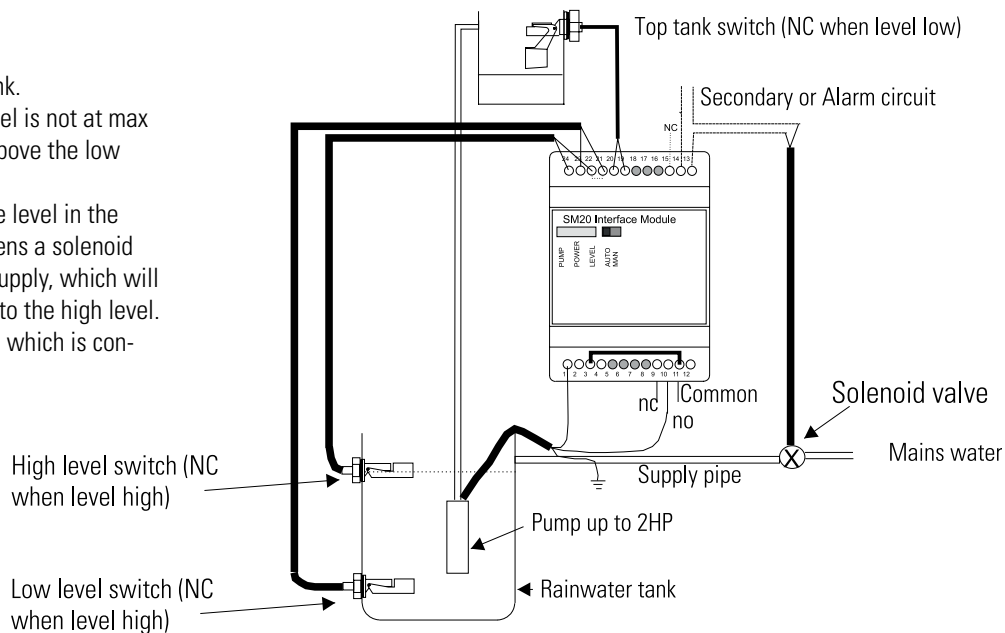 Top tank switch (NC when level low)
nk.
el is not at max
bove the low
e level in the
ens a solenoid
upply, which will
to the high level.
which is con-
Secondary or Alarm circuit
NC
24 23 22 21 20 19 18 17 16 15 14 13
SM20 Interface Module
PUMP
POWER
LEVEL
AUTO
MAN
1 2 3 4 5 6 7 8 9 10 11 12
nc
Common
no
Solenoid valve
Mains water
Supply pipe
High level switch (NC
when level high)
Pump up to 2HP
Rainwater tank
Low level switch (NC
when level high)